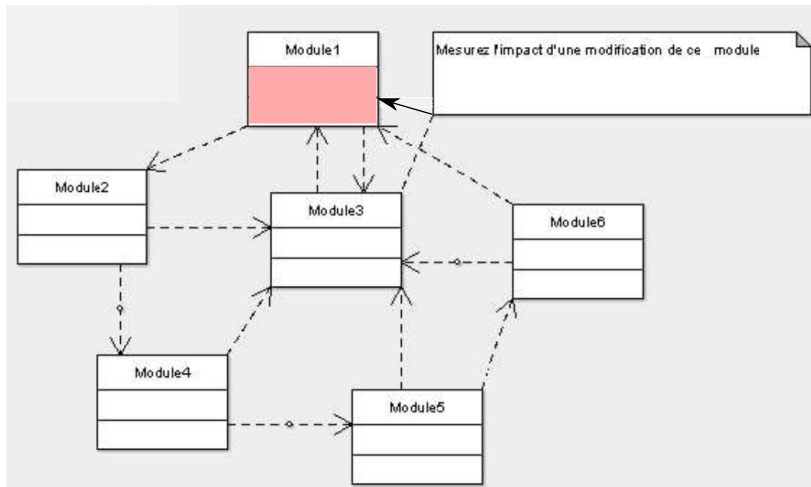 Module1
Mesurez l'impact d'une modification de ce module
Module2
Module3
Module6
Module4
Module5